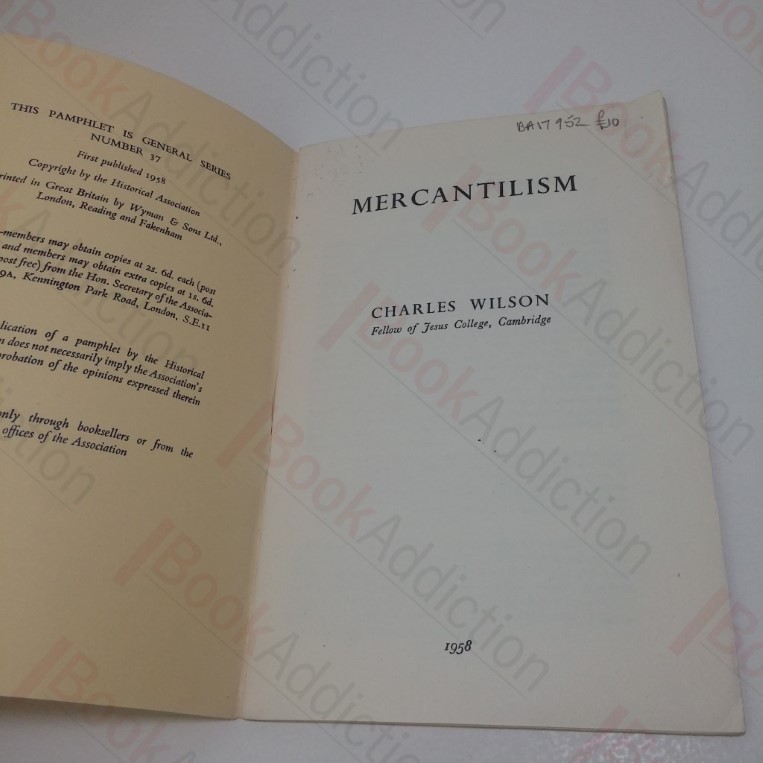 THIS PAMPHLET IS GENERAL SERIES
NUMBER 37
First published 1958
Copyright by the Historical Association
rinted in Great Britain by Wyman & Sons Ltd.,
London, Reading and Fakenham
-members may obtain copies at 2s. 6d. each (post
and members may obtain extra copies at 1s. 6d.
post free) from the Hon. Secretary of the Associa-
9A, Kennington Park Road, London, S.E.11
lication of a pamphlet by the Historical
n does not necessarily imply the Association's
robation of the opinions expressed therein
only through booksellers or from the
offices of the Association
BA17952 £10
MERCANTILISM
CHARLES WILSON
Fellow of Jesus College, Cambridge
1958
BookAddiction